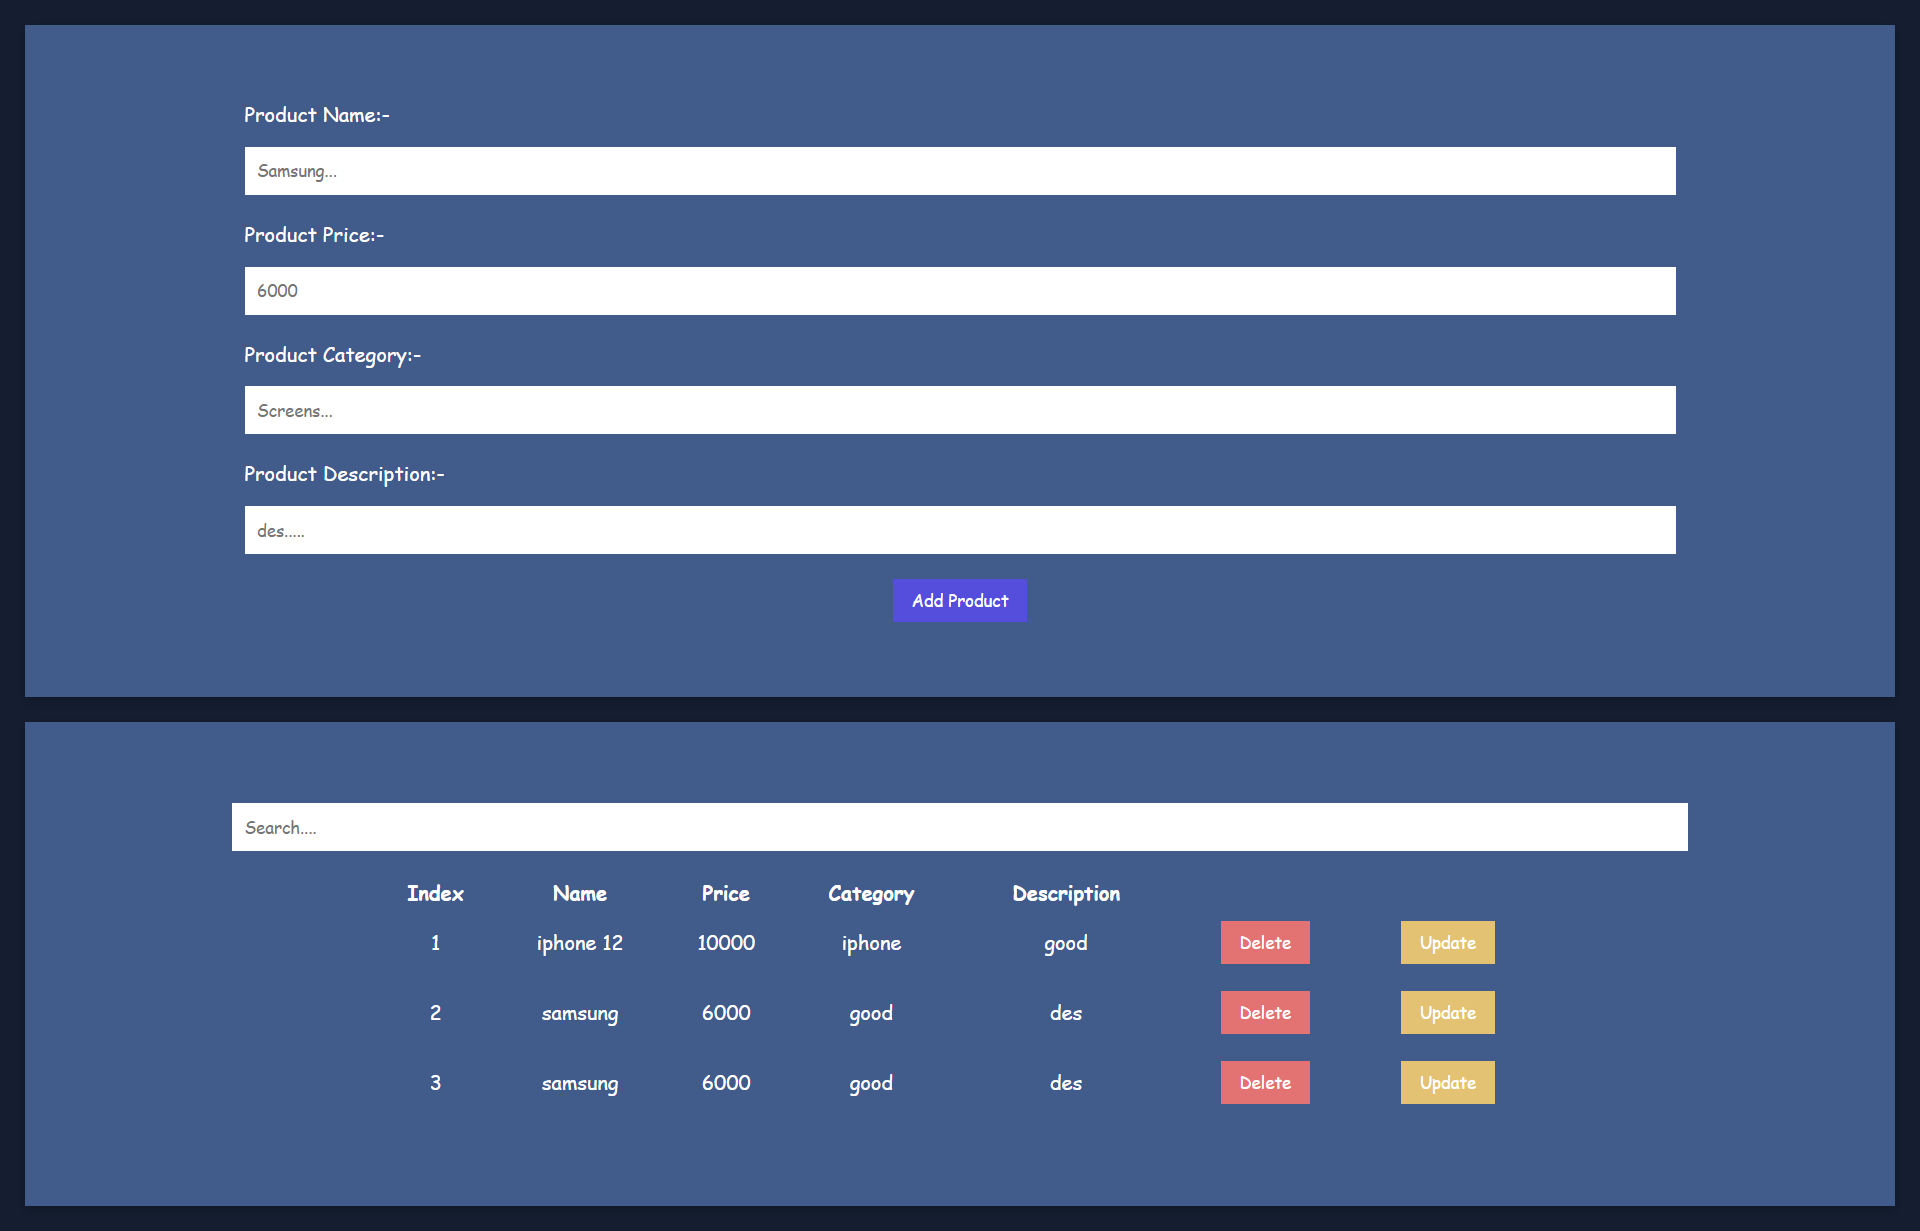 Product Name:-
Samsung...
Product Price:-
6000
Product Category:-
Screens...
Product Description:-
des.....
Add Product
Search....
Index Name Price Category Description
1 iphone 12 10000 iphone good Delete Update
2 samsung 6000 good des Delete Update
3 samsung 6000 good des Delete Update